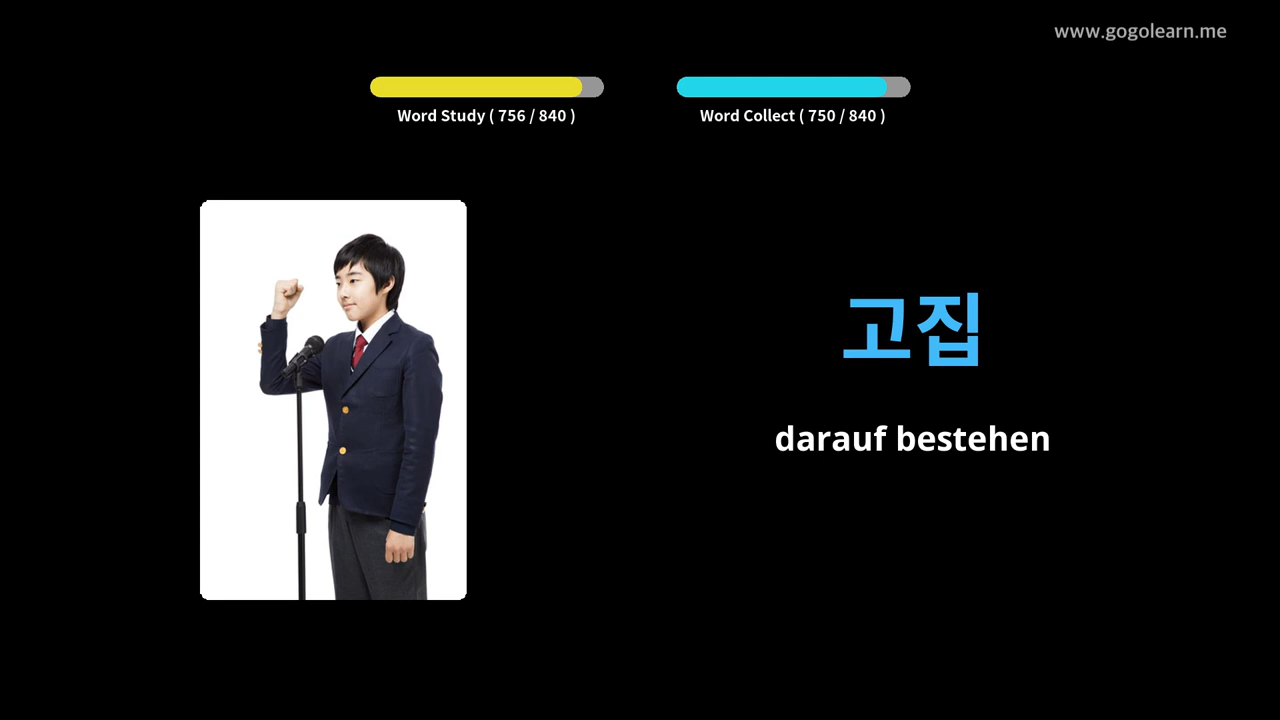 www.gogolearn.me
Word Study ( 756 / 840 )
Word Collect ( 750 / 840 )
고집
darauf bestehen